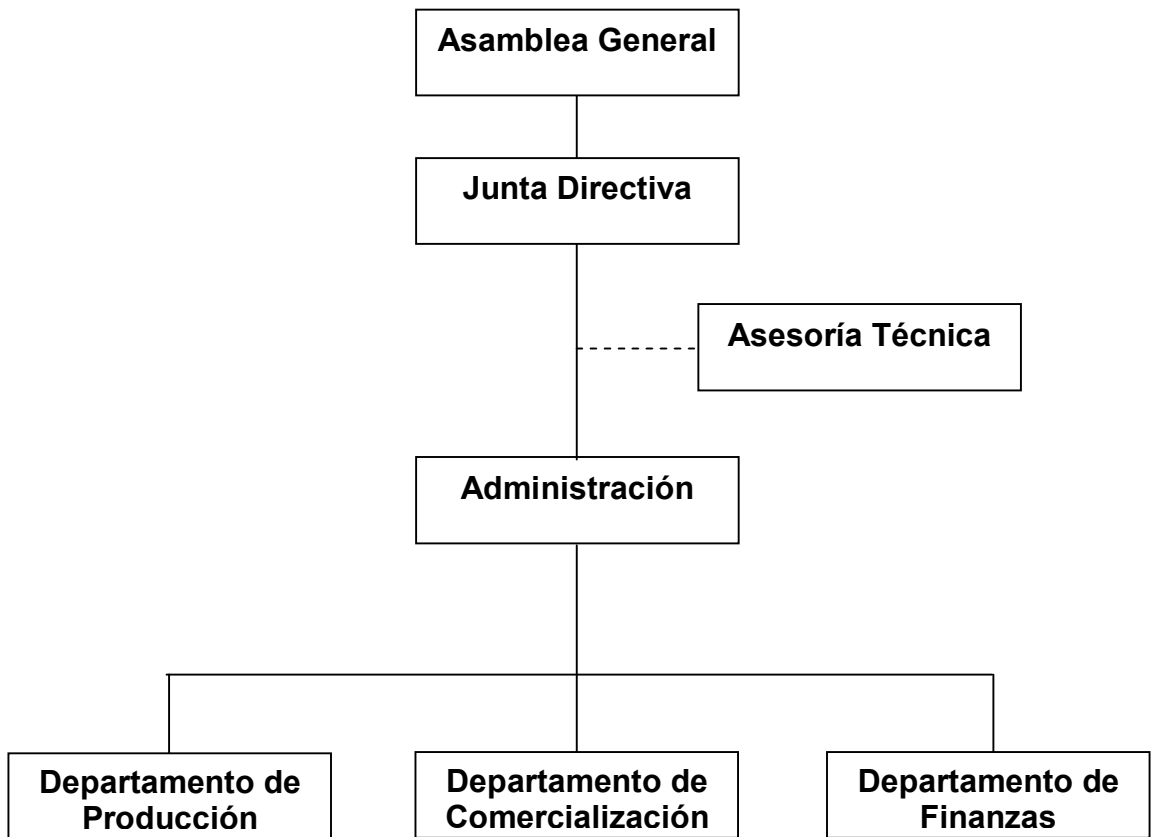 Asamblea General
Junta Directiva
Asesoría Técnica
Administración
Departamento de
Producción
Departamento de
Comercialización
Departamento de
Finanzas